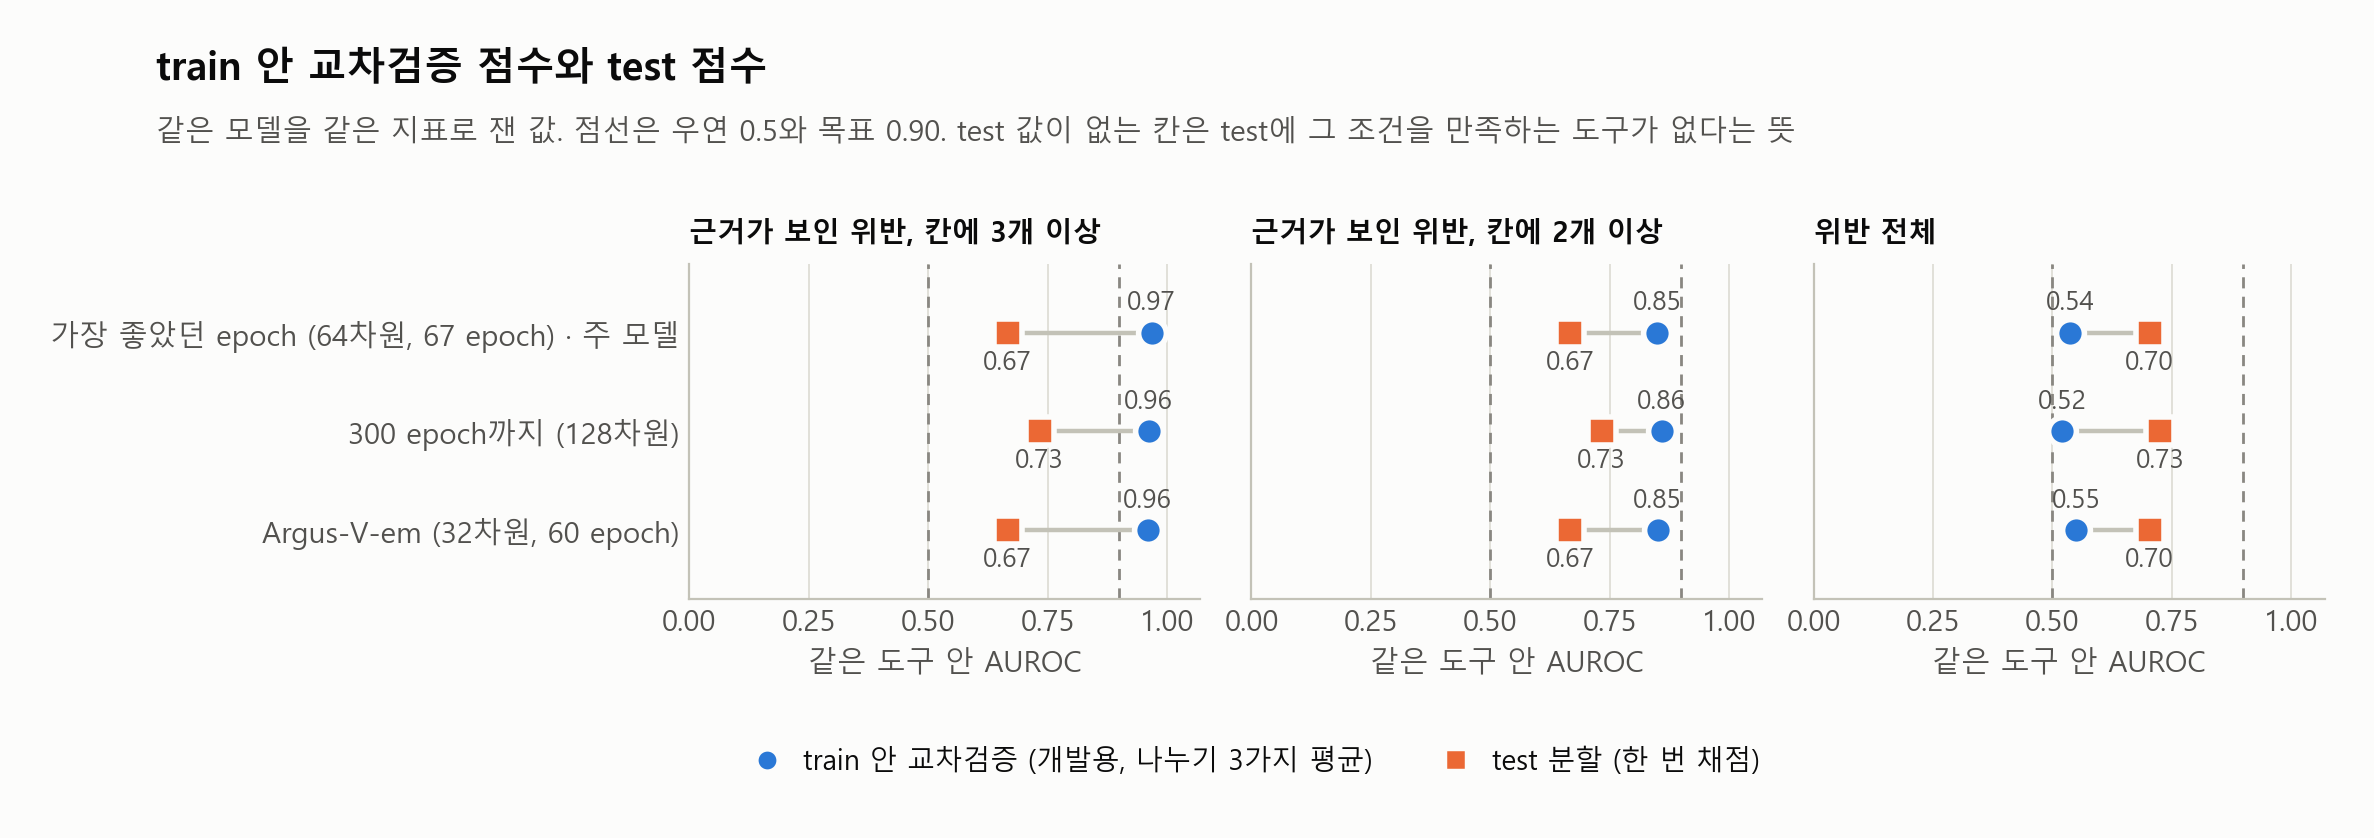 train 안 교차검증 점수와 test 점수
같은 모델을 같은 지표로 잰 값. 점선은 우연 0.5와 목표 0.90. test 값이 없는 칸은 test에 그 조건을 만족하는 도구가 없다는 뜻
근거가 보인 위반, 칸에 3개 이상
근거가 보인 위반, 칸에 2개 이상
위반 전체
가장 좋았던 epoch (64차원, 67 epoch) · 주 모델
300 epoch까지 (128차원)
Argus-V-em (32차원, 60 epoch)
0.97
0.67
0.96
0.73
0.96
0.67
0.85
0.67
0.86
0.73
0.85
0.67
0.54
0.70
0.52
0.73
0.55
0.70
0.00 0.25 0.50 0.75 1.00
0.00 0.25 0.50 0.75 1.00
0.00 0.25 0.50 0.75 1.00
같은 도구 안 AUROC
같은 도구 안 AUROC
같은 도구 안 AUROC
train 안 교차검증 (개발용, 나누기 3가지 평균)
test 분할 (한 번 채점)